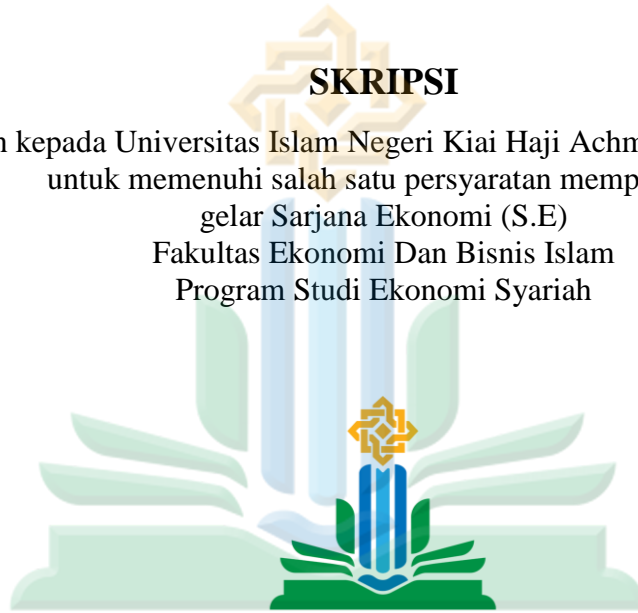 SKRIPSI
kepada Universitas Islam Negeri Kiai Haji
untuk memenuhi salah satu persyaratan
gelar Sarjana Ekonomi (S.E)
Fakultas Ekonomi Dan Bisnis Islam
Program Studi Ekonomi Syariah